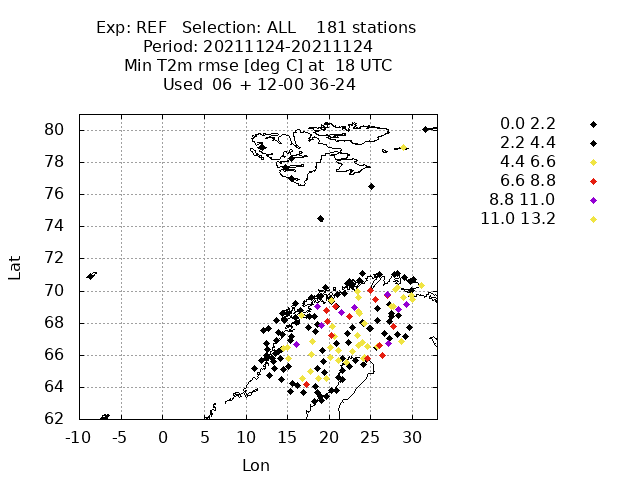 Exp: REF Selection: ALL 181 stations
Period: 20211124-20211124
Min T2m rmse [deg C] at 18 UTC
Used 06 + 12-00 36-24
0.0 2.2
2.2 4.4
4.4 6.6
6.6 8.8
8.8 11.0
11.0 13.2
Lat
80
78
76
74
72
70
68
66
64
62
-10 -5 0 5 10 15 20 25 30
Lon